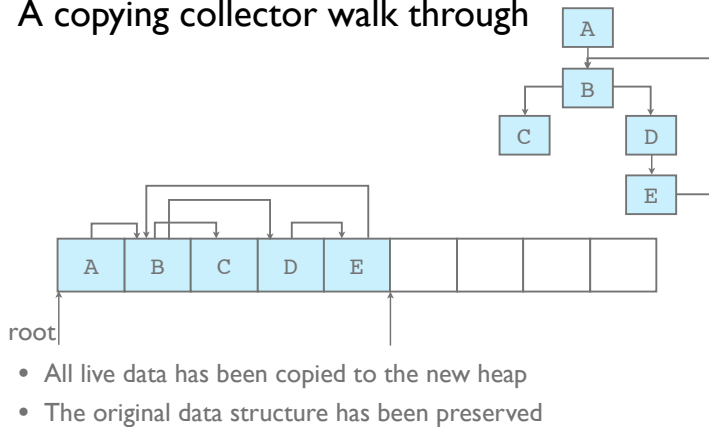 A copying collector walk through
A
B
C D
E
A B C D E
root
• All live data has been copied to the new heap
• The original data structure has been preserved